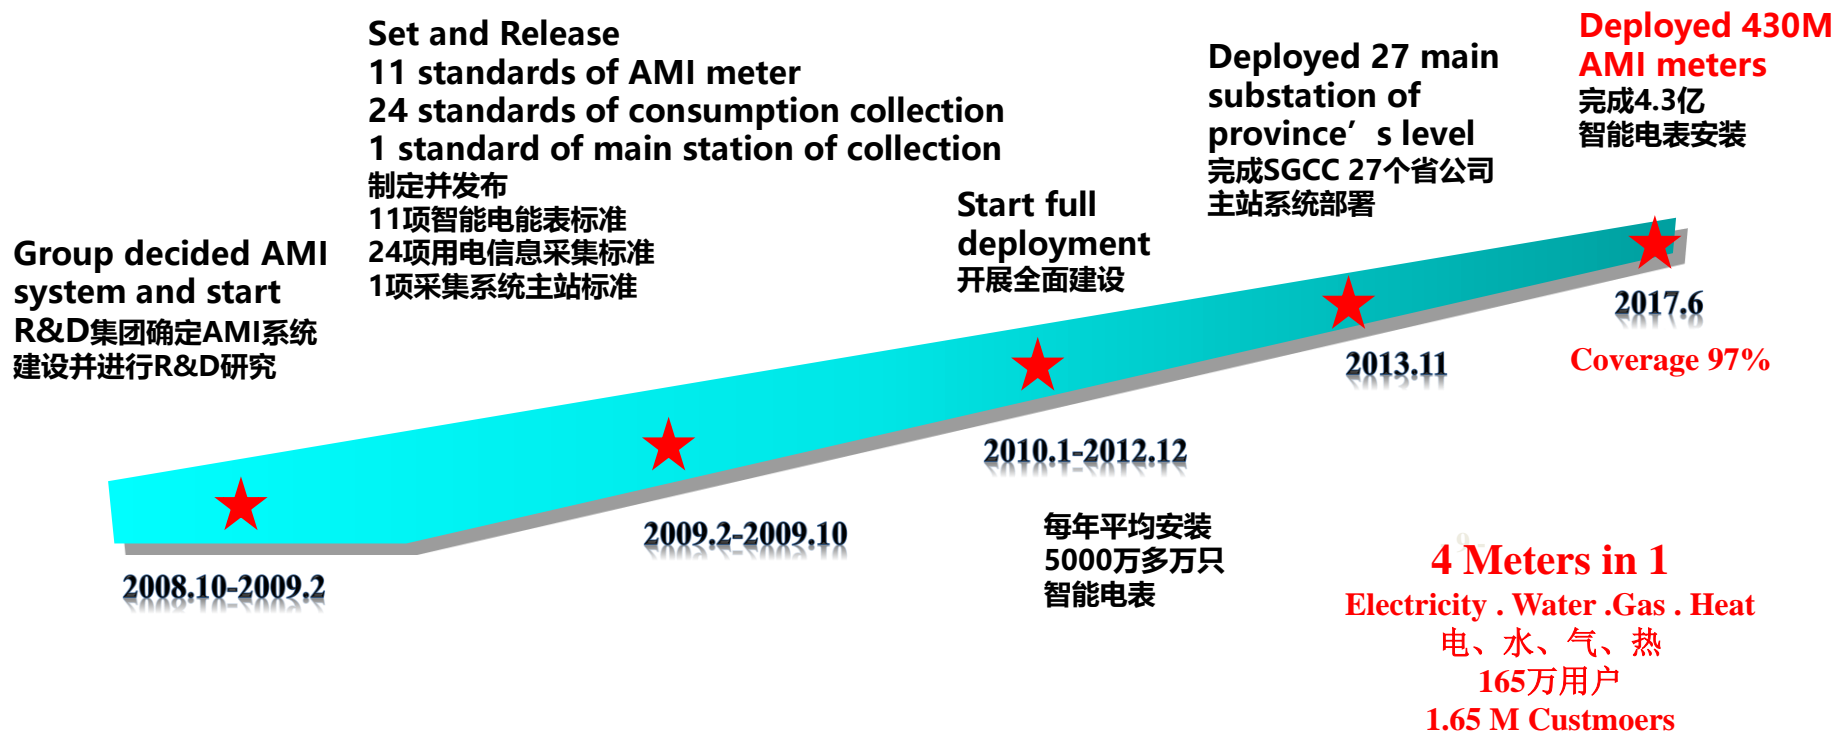 Group decided AMI
system and start
R&D集团确定AMI系统
建设并进行R&D研究
2008.10-2009.2
Set and Release
11 standards of AMI meter
24 standards of consumption collection
1 standard of main station of collection
制定并发布
11项智能电能表标准
24项用电信息采集标准
1项采集系统主站标准
2009.2-2009.10
Start full
deployment
开展全面建设
2010.1-2012.12
每年平均安装
5000万多万只
智能电表
Deployed 27 main
substation of
province’s level
完成SGCC 27个省公司
主站系统部署
2013.11
Deployed 430M
AMI meters
完成4.3亿
智能电表安装
2017.6
Coverage 97%
9
4 Meters in 1
Electricity . Water .Gas . Heat
电、水、气、热
165万用户
1.65 M Custmoers